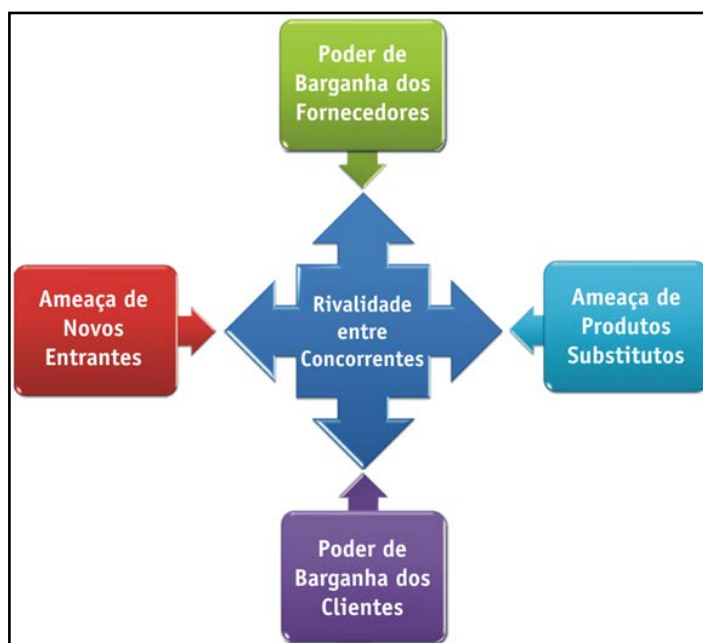 Poder de
Barganha dos
Fornecedores
Ameaça de
Novos
Entrantes
Rivalidade
entre
Concorrentes
Ameaça de
Produtos
Substitutos
Poder de
Barganha dos
Clientes